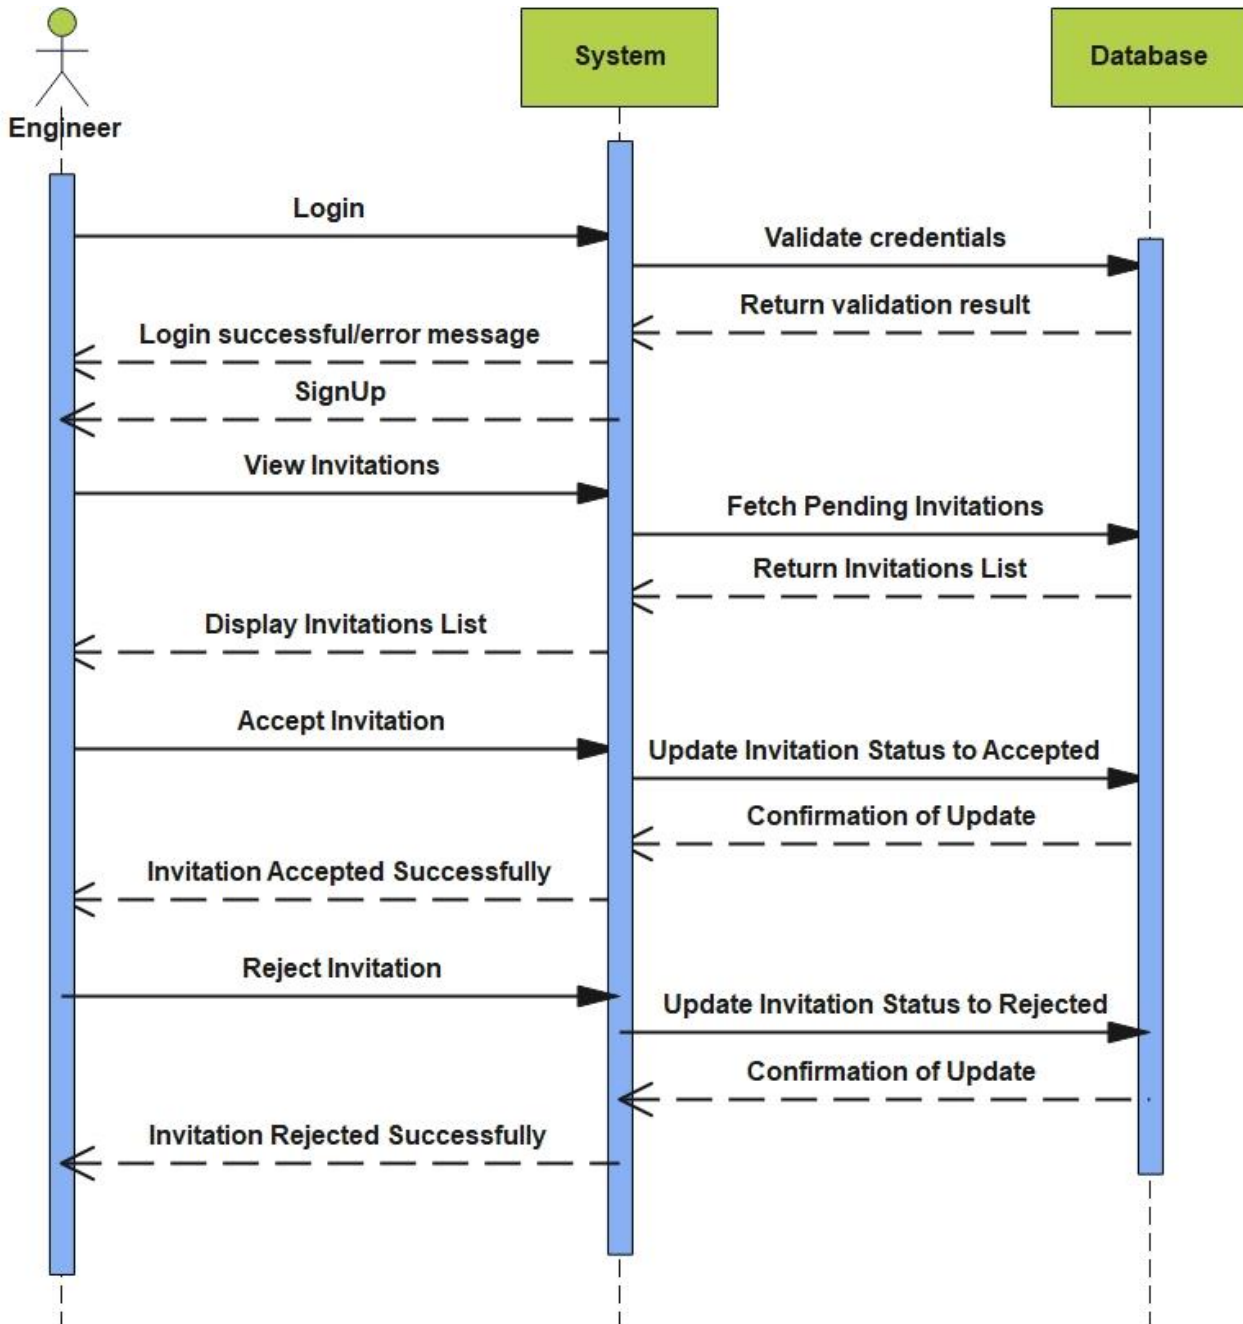 System
Database
Engineer
Login
Validate credentials
Return validation result
Login successful/error message
SignUp
View Invitations
Fetch Pending Invitations
Return Invitations List
Display Invitations List
Accept Invitation
Update Invitation Status to Accepted
Confirmation of Update
Invitation Accepted Successfully
Reject Invitation
Update Invitation Status to Rejected
Confirmation of Update
Invitation Rejected Successfully